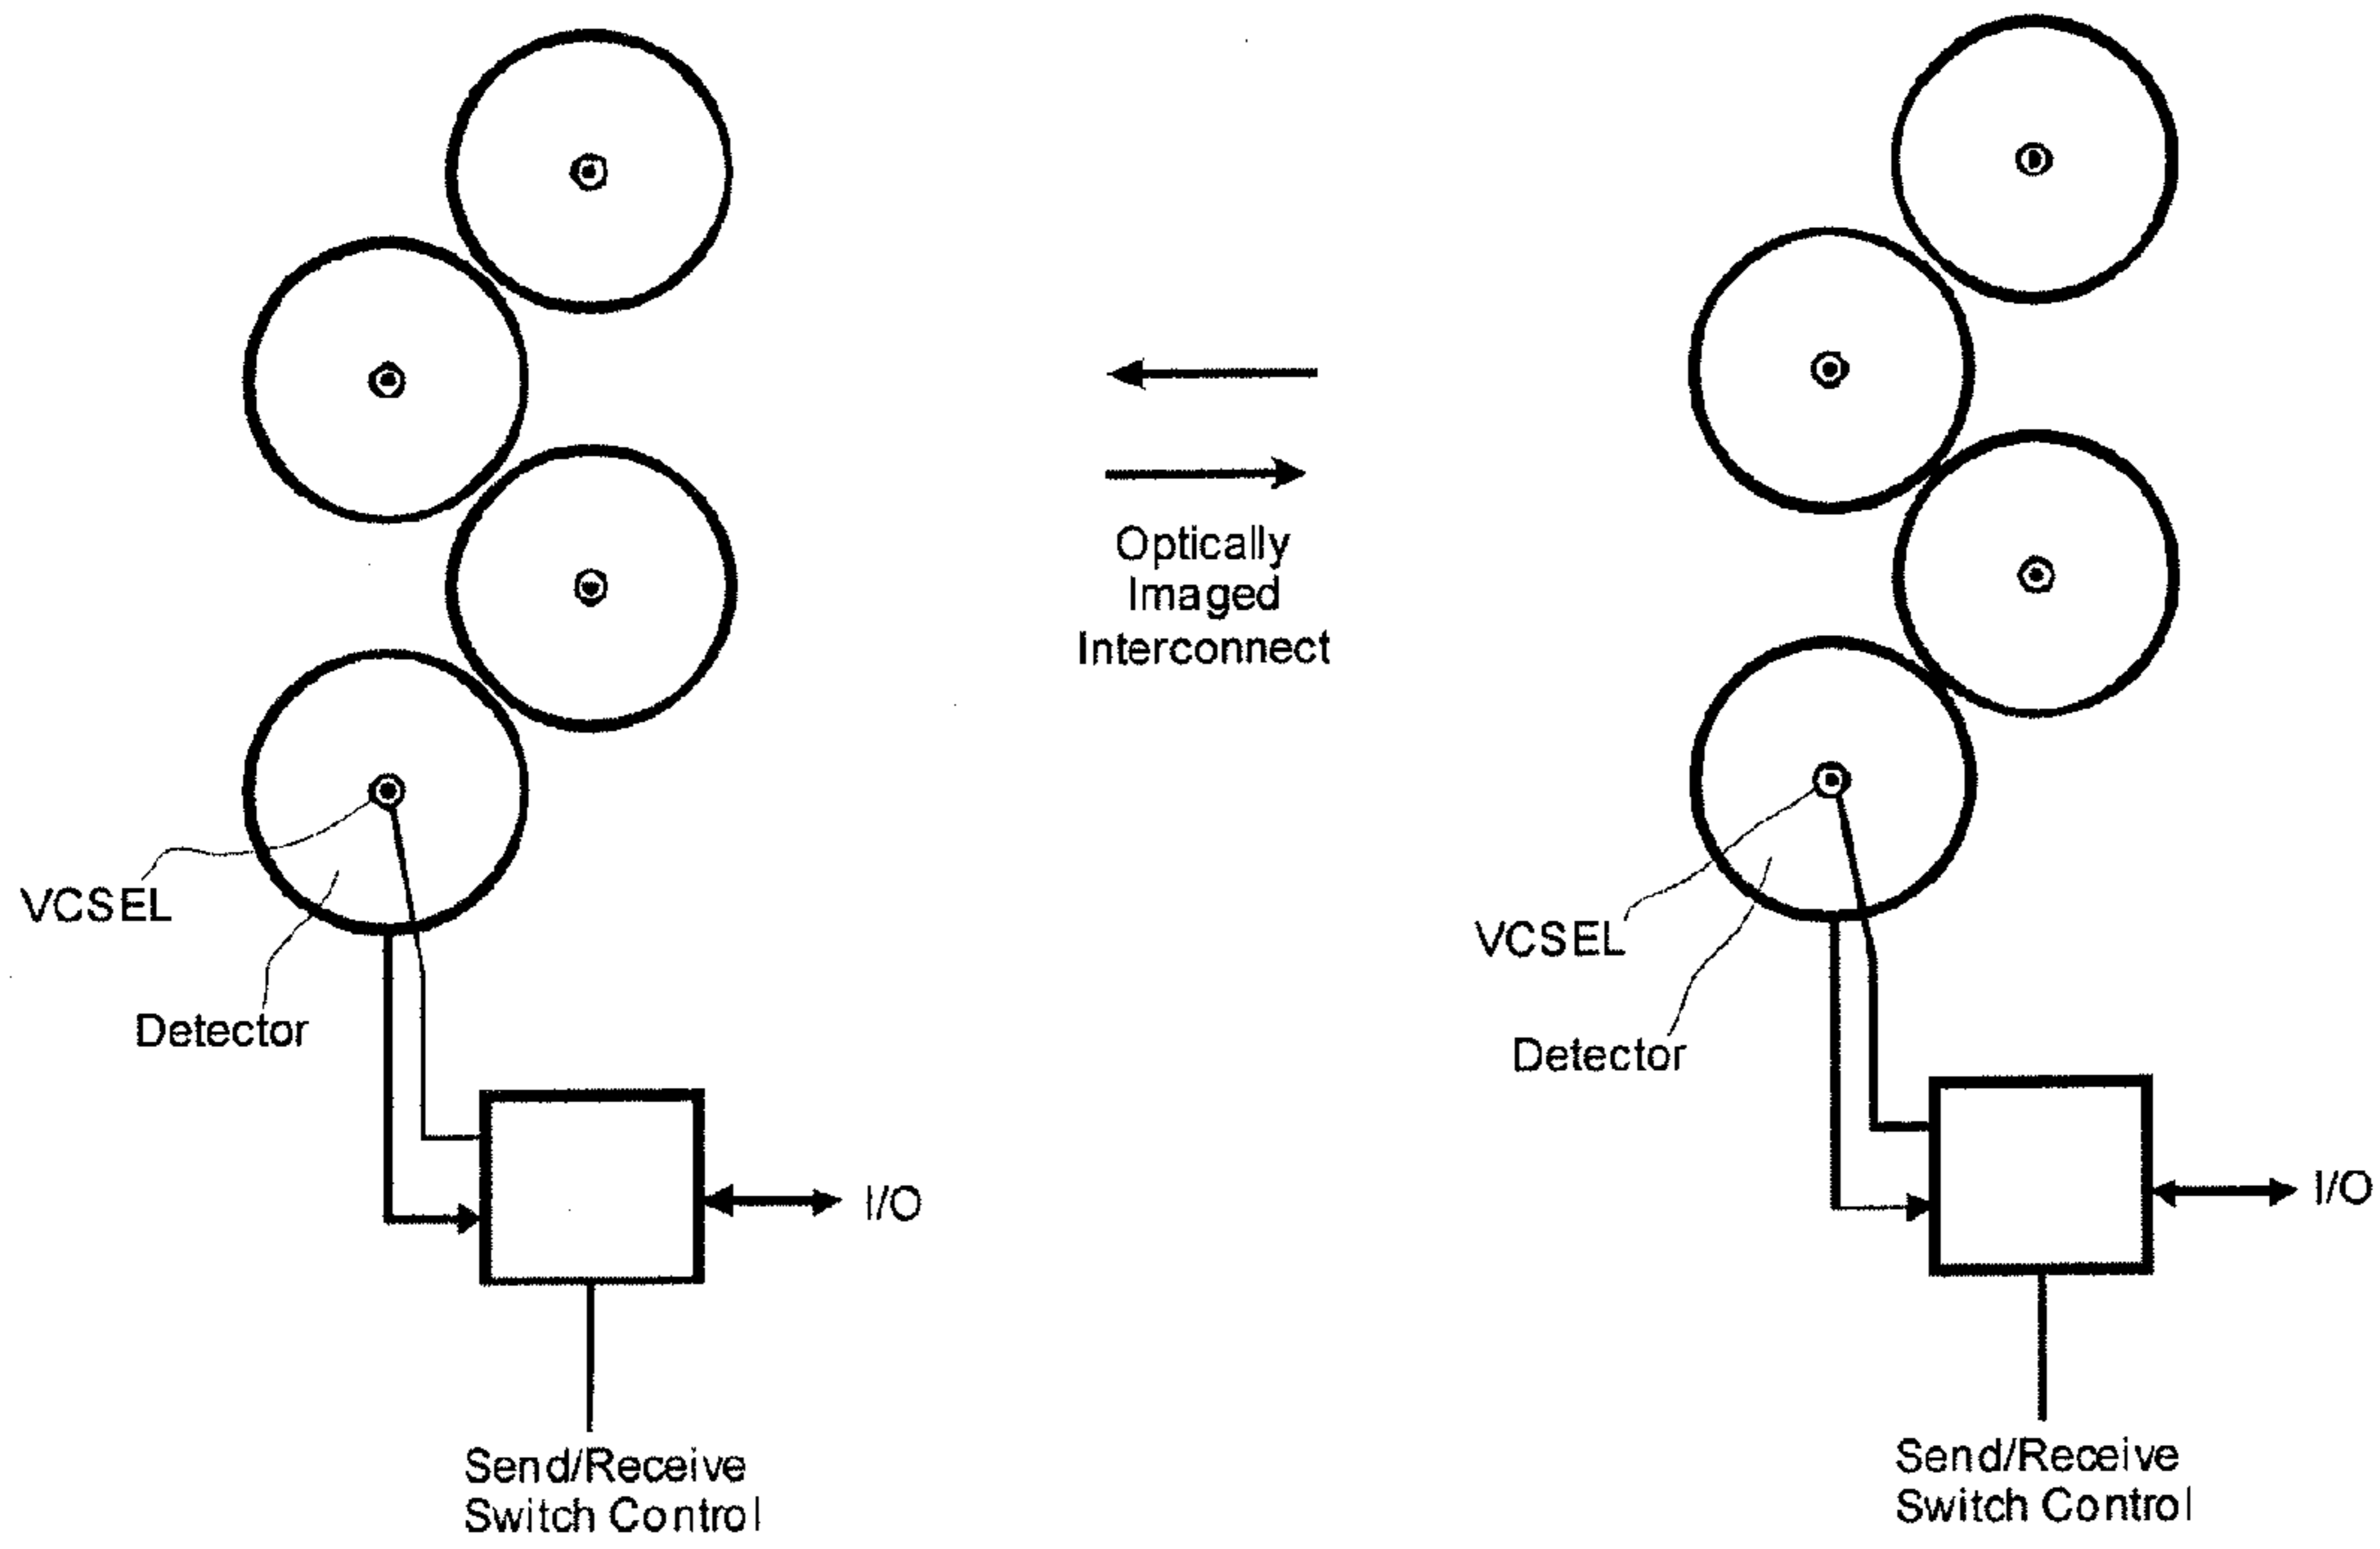 Optically
Imaged
Interconnect
VCSEL
Detector
I/O
Send/Receive
Switch Control
VCSEL
Detector
I/O
Send/Receive
Switch Control